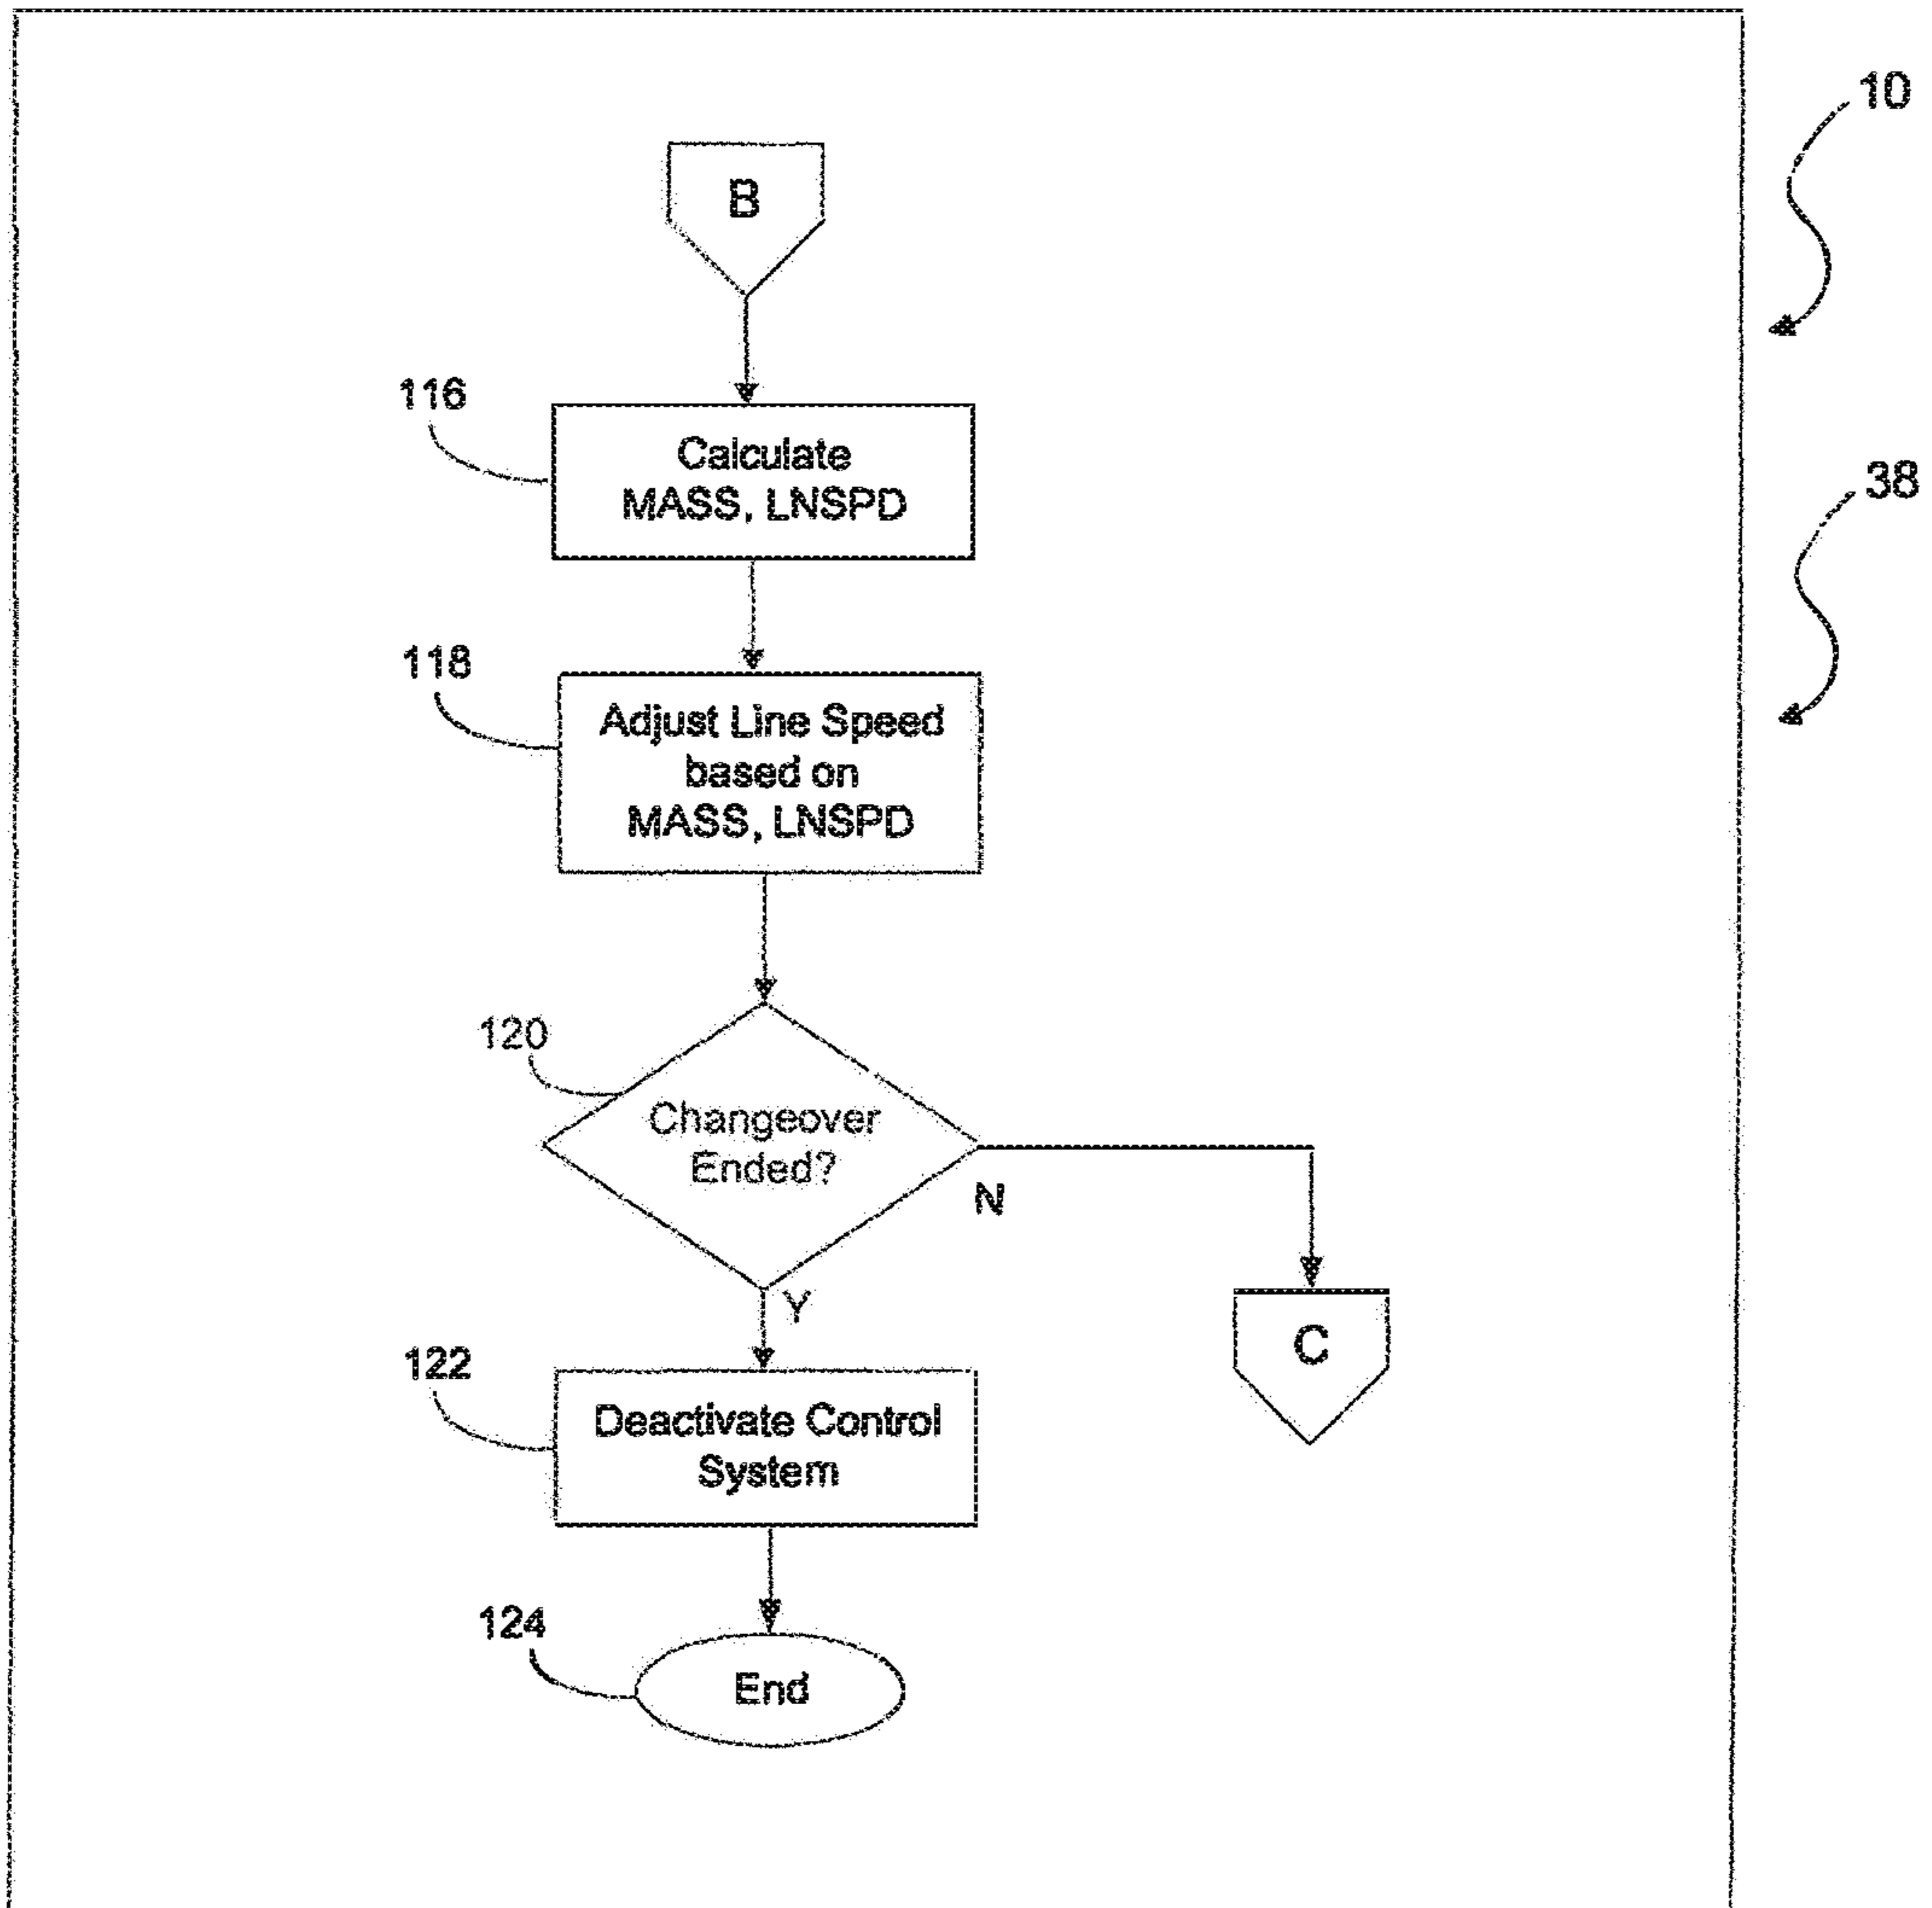 10
B
116
Calculate
MASS, LNSPD
38
118
Adjust Line Speed
based on
MASS, LNSPD
120
Changeover
Ended?
N
Y
C
122
Deactivate Control
System
124
End